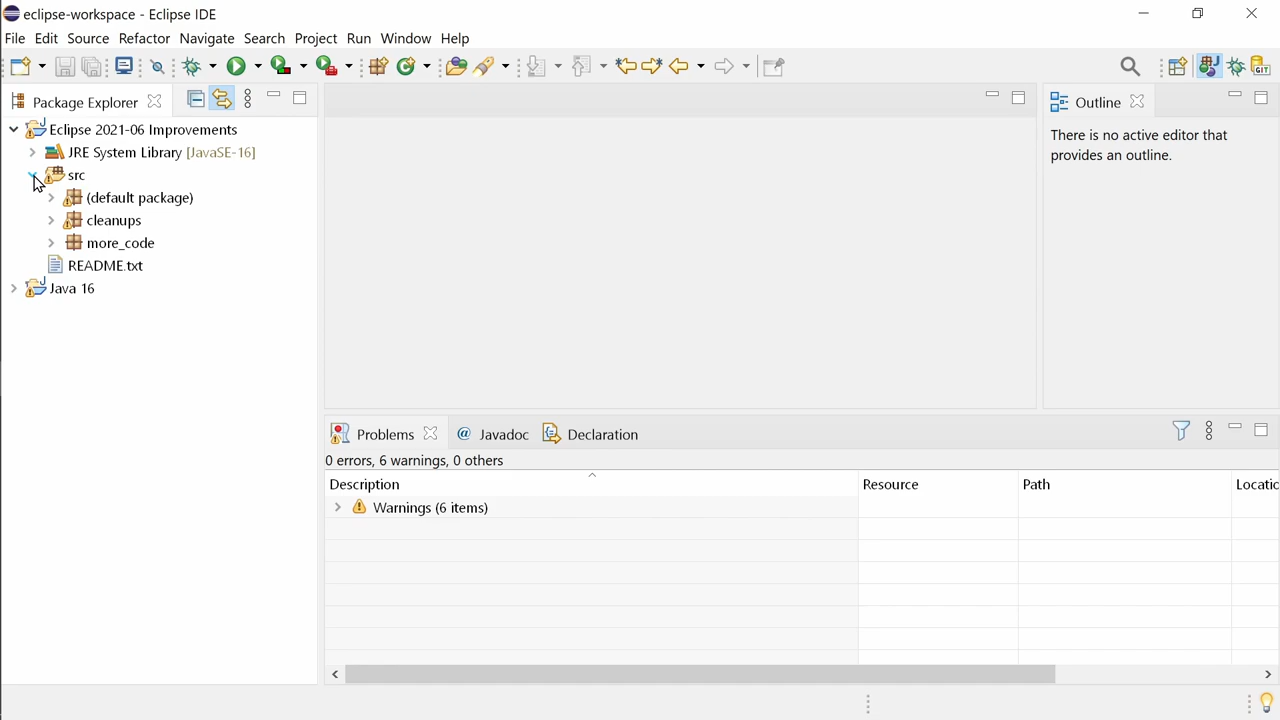 eclipse-workspace - Eclipse IDE
File Edit Source Refactor Navigate Search Project Run Window Help
Package Explorer
Eclipse 2021-06 Improvements
JRE System Library [JavaSE-16]
src
(default package)
cleanups
more_code
README.txt
Java 16
Outline
There is no active editor that
provides an outline.
Problems @ Javadoc Declaration
0 errors, 6 warnings, 0 others
Description Resource Path Locatic
Warnings (6 items)